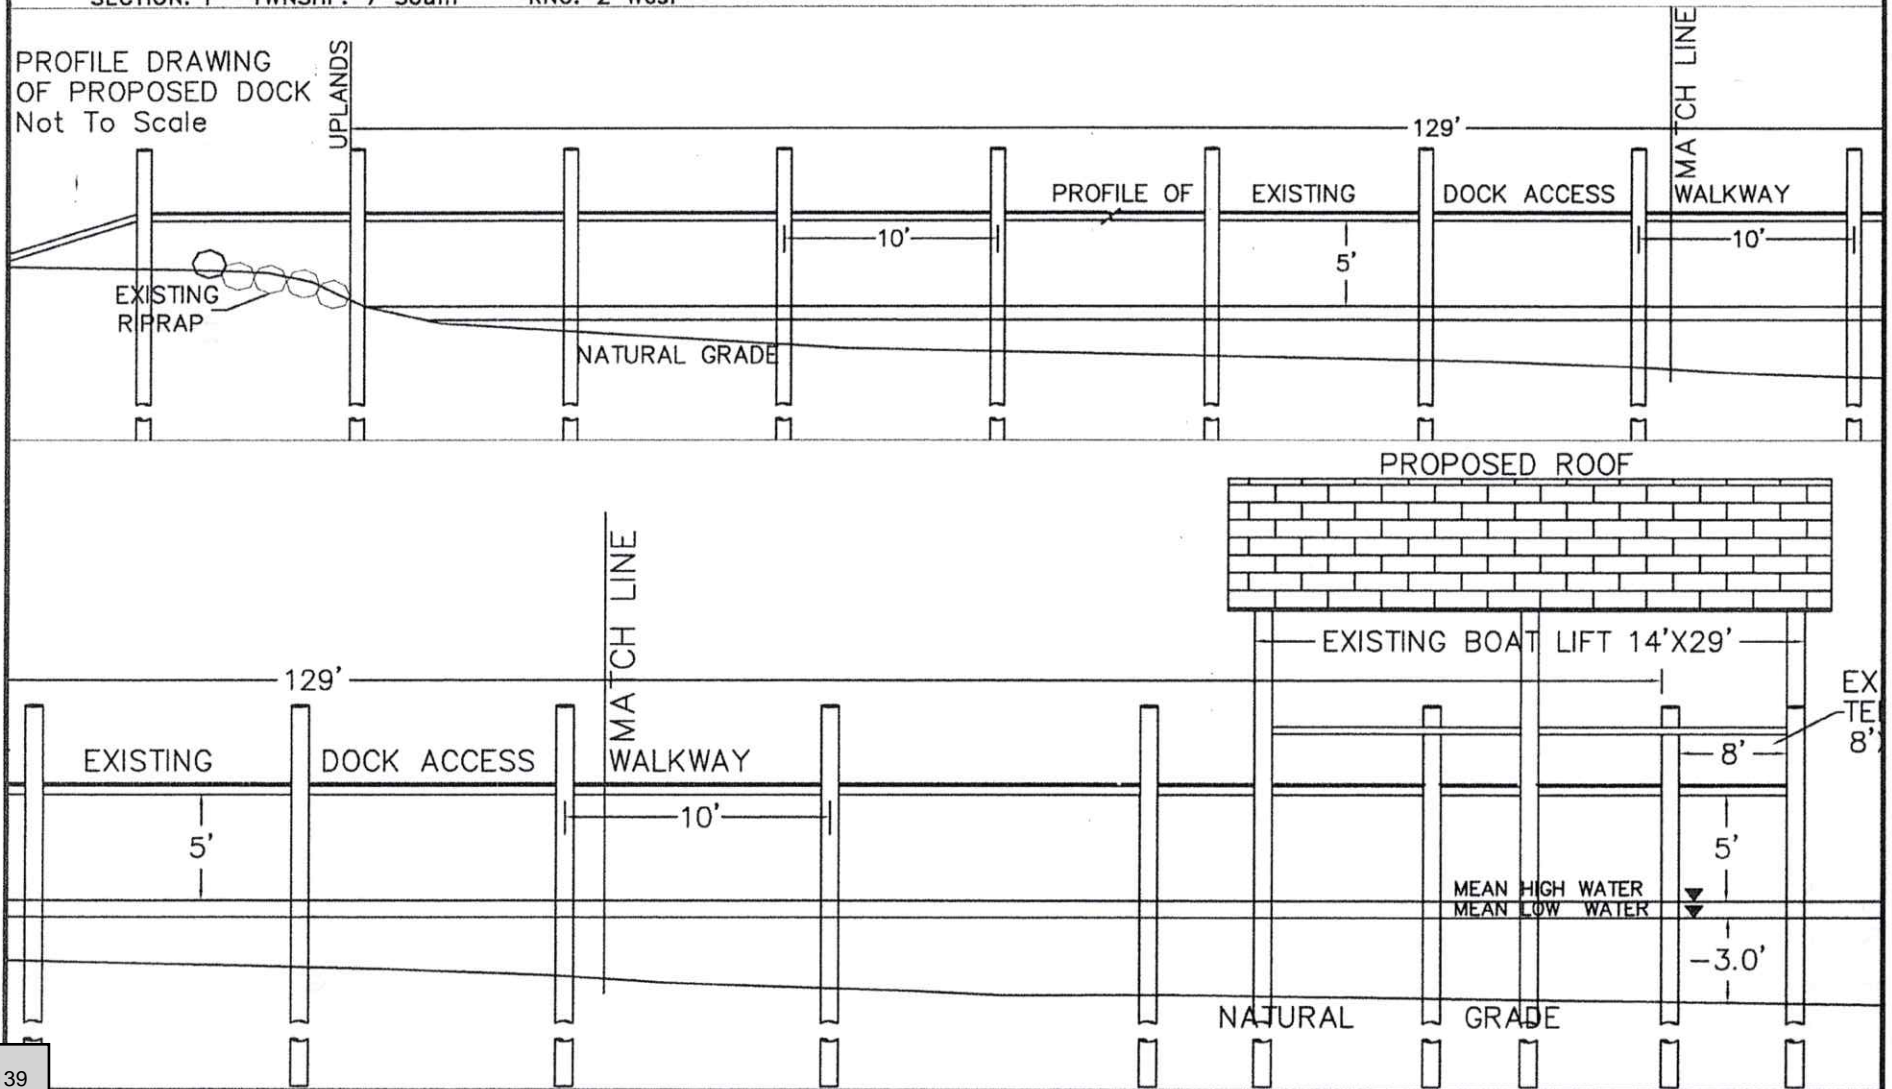 PROFILE DRAWING
OF PROPOSED DOCK
Not To Scale
UPLANDS
129'
MATCH LINE
PROFILE OF EXISTING DOCK ACCESS WALKWAY
10'
10'
5'
EXISTING
RIPRAP
NATURAL GRADE
PROPOSED ROOF
MATCH LINE
EXISTING BOAT LIFT 14'X29'
129'
EX
8'
EXISTING DOCK ACCESS WALKWAY
10'
5'
5'
MEAN HIGH WATER
MEAN LOW WATER
-3.0'
NATURAL GRADE
39